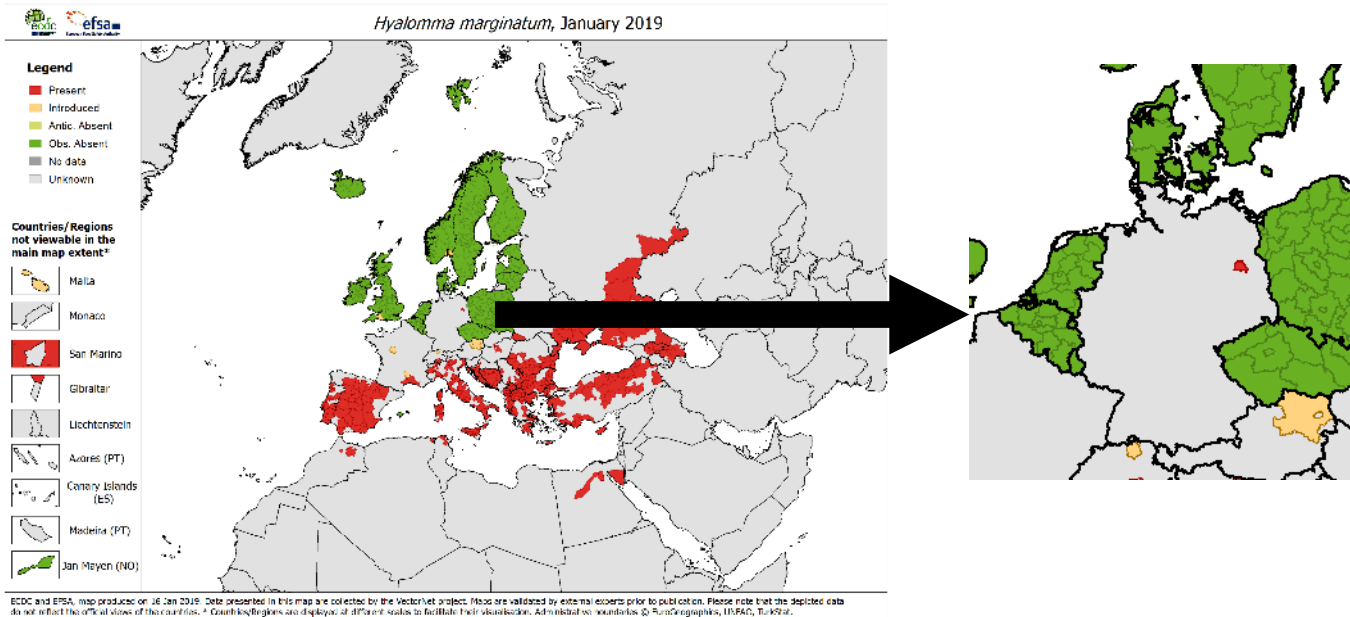 ecdc
efsa
Hyalomma marginatum, January 2019
Legend
Present
Introduced
Antic. Absent
Obs. Absent
No data
Unknown
Countries/Regions
not viewable in the
main map extent*
Malta
Monaco
San Marino
Gibraltar
Liechtenstein
Azores (PT)
Canary Islands
(ES)
Madeira (PT)
Jan Mayen (NO)
ECDC and EFSA, map produced on 16 Jan 2019. Data presented in this map are collected by the VectorNet project. Maps are validated by external experts prior to publication. Please note that the depicted data
do not reflect the official views of the countries. * Countries/Regions are displayed at different scales to facilitate their visualisation. Administrative boundaries © EuroGeographics, UNFAO, TurkStat.